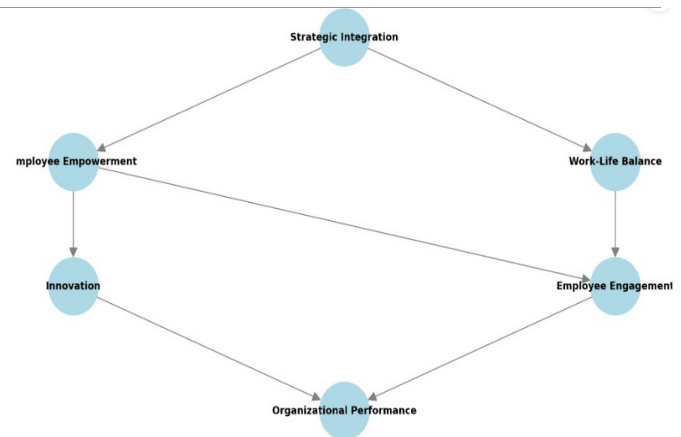 Strategic Integration
mployee Empowerment
Work-Life Balance
Innovation
Employee Engagement
Organizational Performance